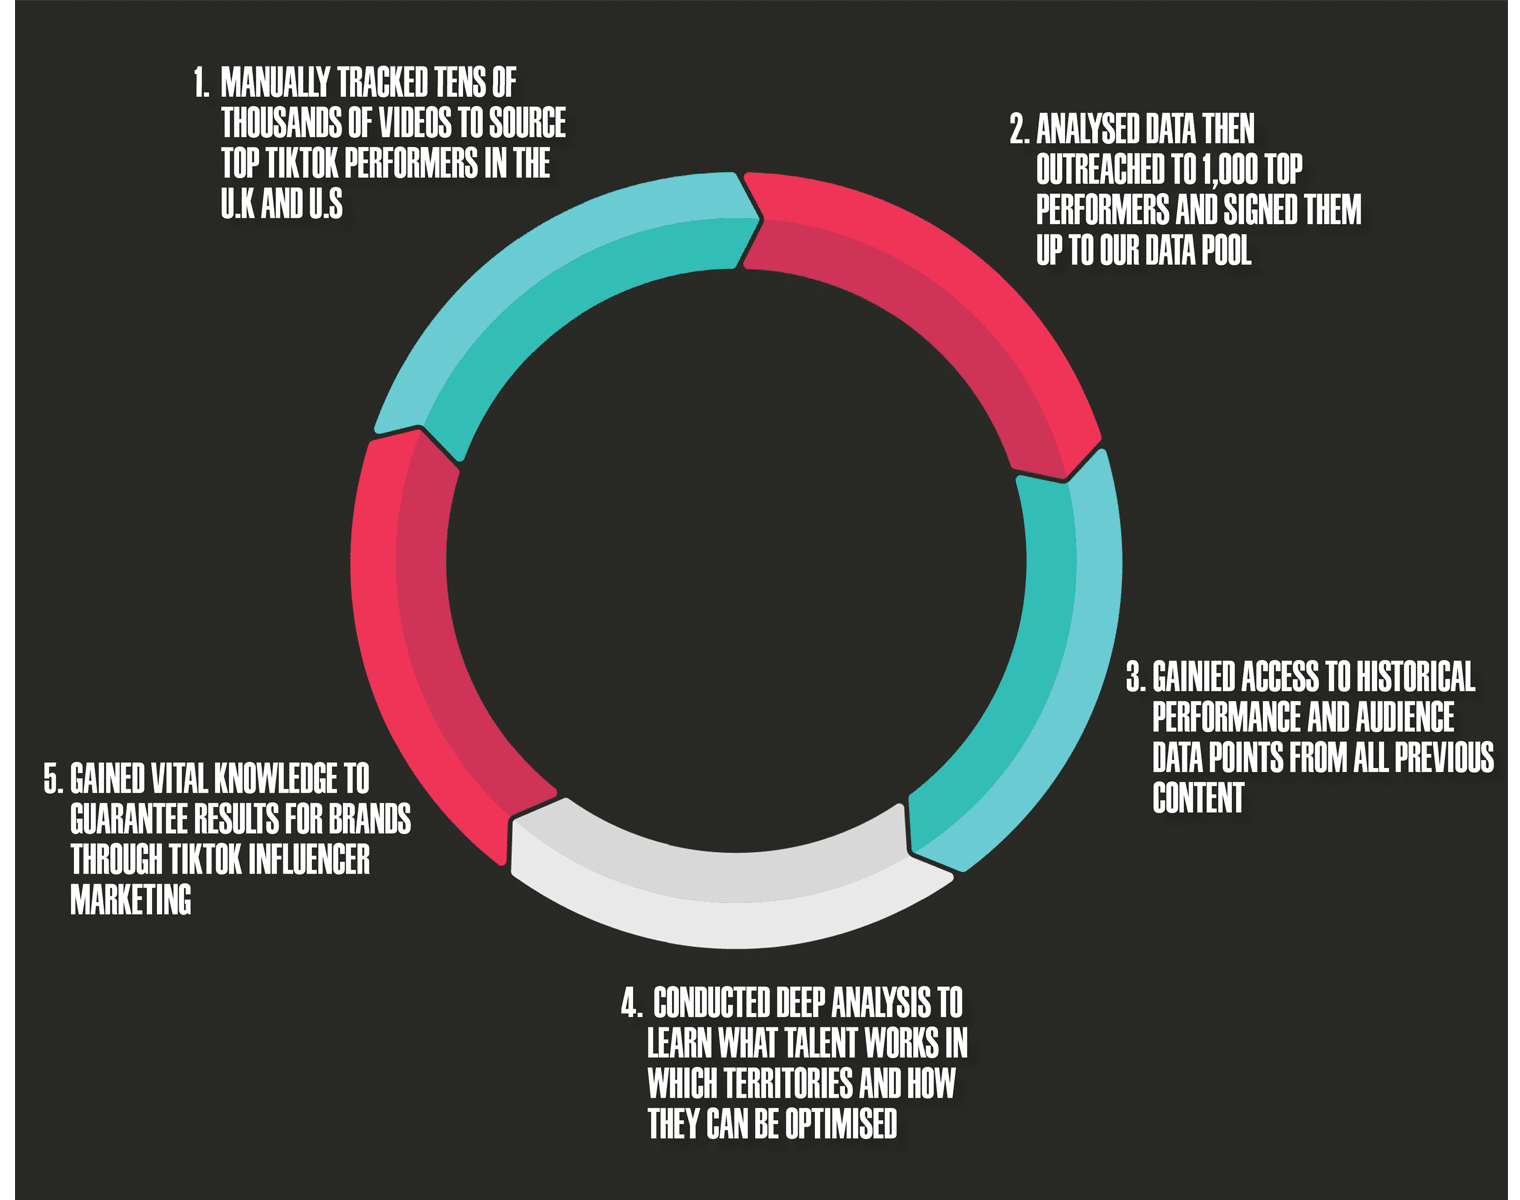 1. MANUALLY TRACKED TENS OF
THOUSANDS OF VIDEOS TO SOURCE
TOP TIKTOK PERFORMERS IN THE
U.K AND U.S
2. ANALYSED DATA THEN
OUTREACHED TO 1,000 TOP
PERFORMERS AND SIGNED THEM
UP TO OUR DATA POOL
3. GAINIED ACCESS TO HISTORICAL
PERFORMANCE AND AUDIENCE
DATA POINTS FROM ALL PREVIOUS
CONTENT
4. CONDUCTED DEEP ANALYSIS TO
LEARN WHAT TALENT WORKS IN
WHICH TERRITORIES AND HOW
THEY CAN BE OPTIMISED
5. GAINED VITAL KNOWLEDGE TO
GUARANTEE RESULTS FOR BRANDS
THROUGH TIKTOK INFLUENCER
MARKETING